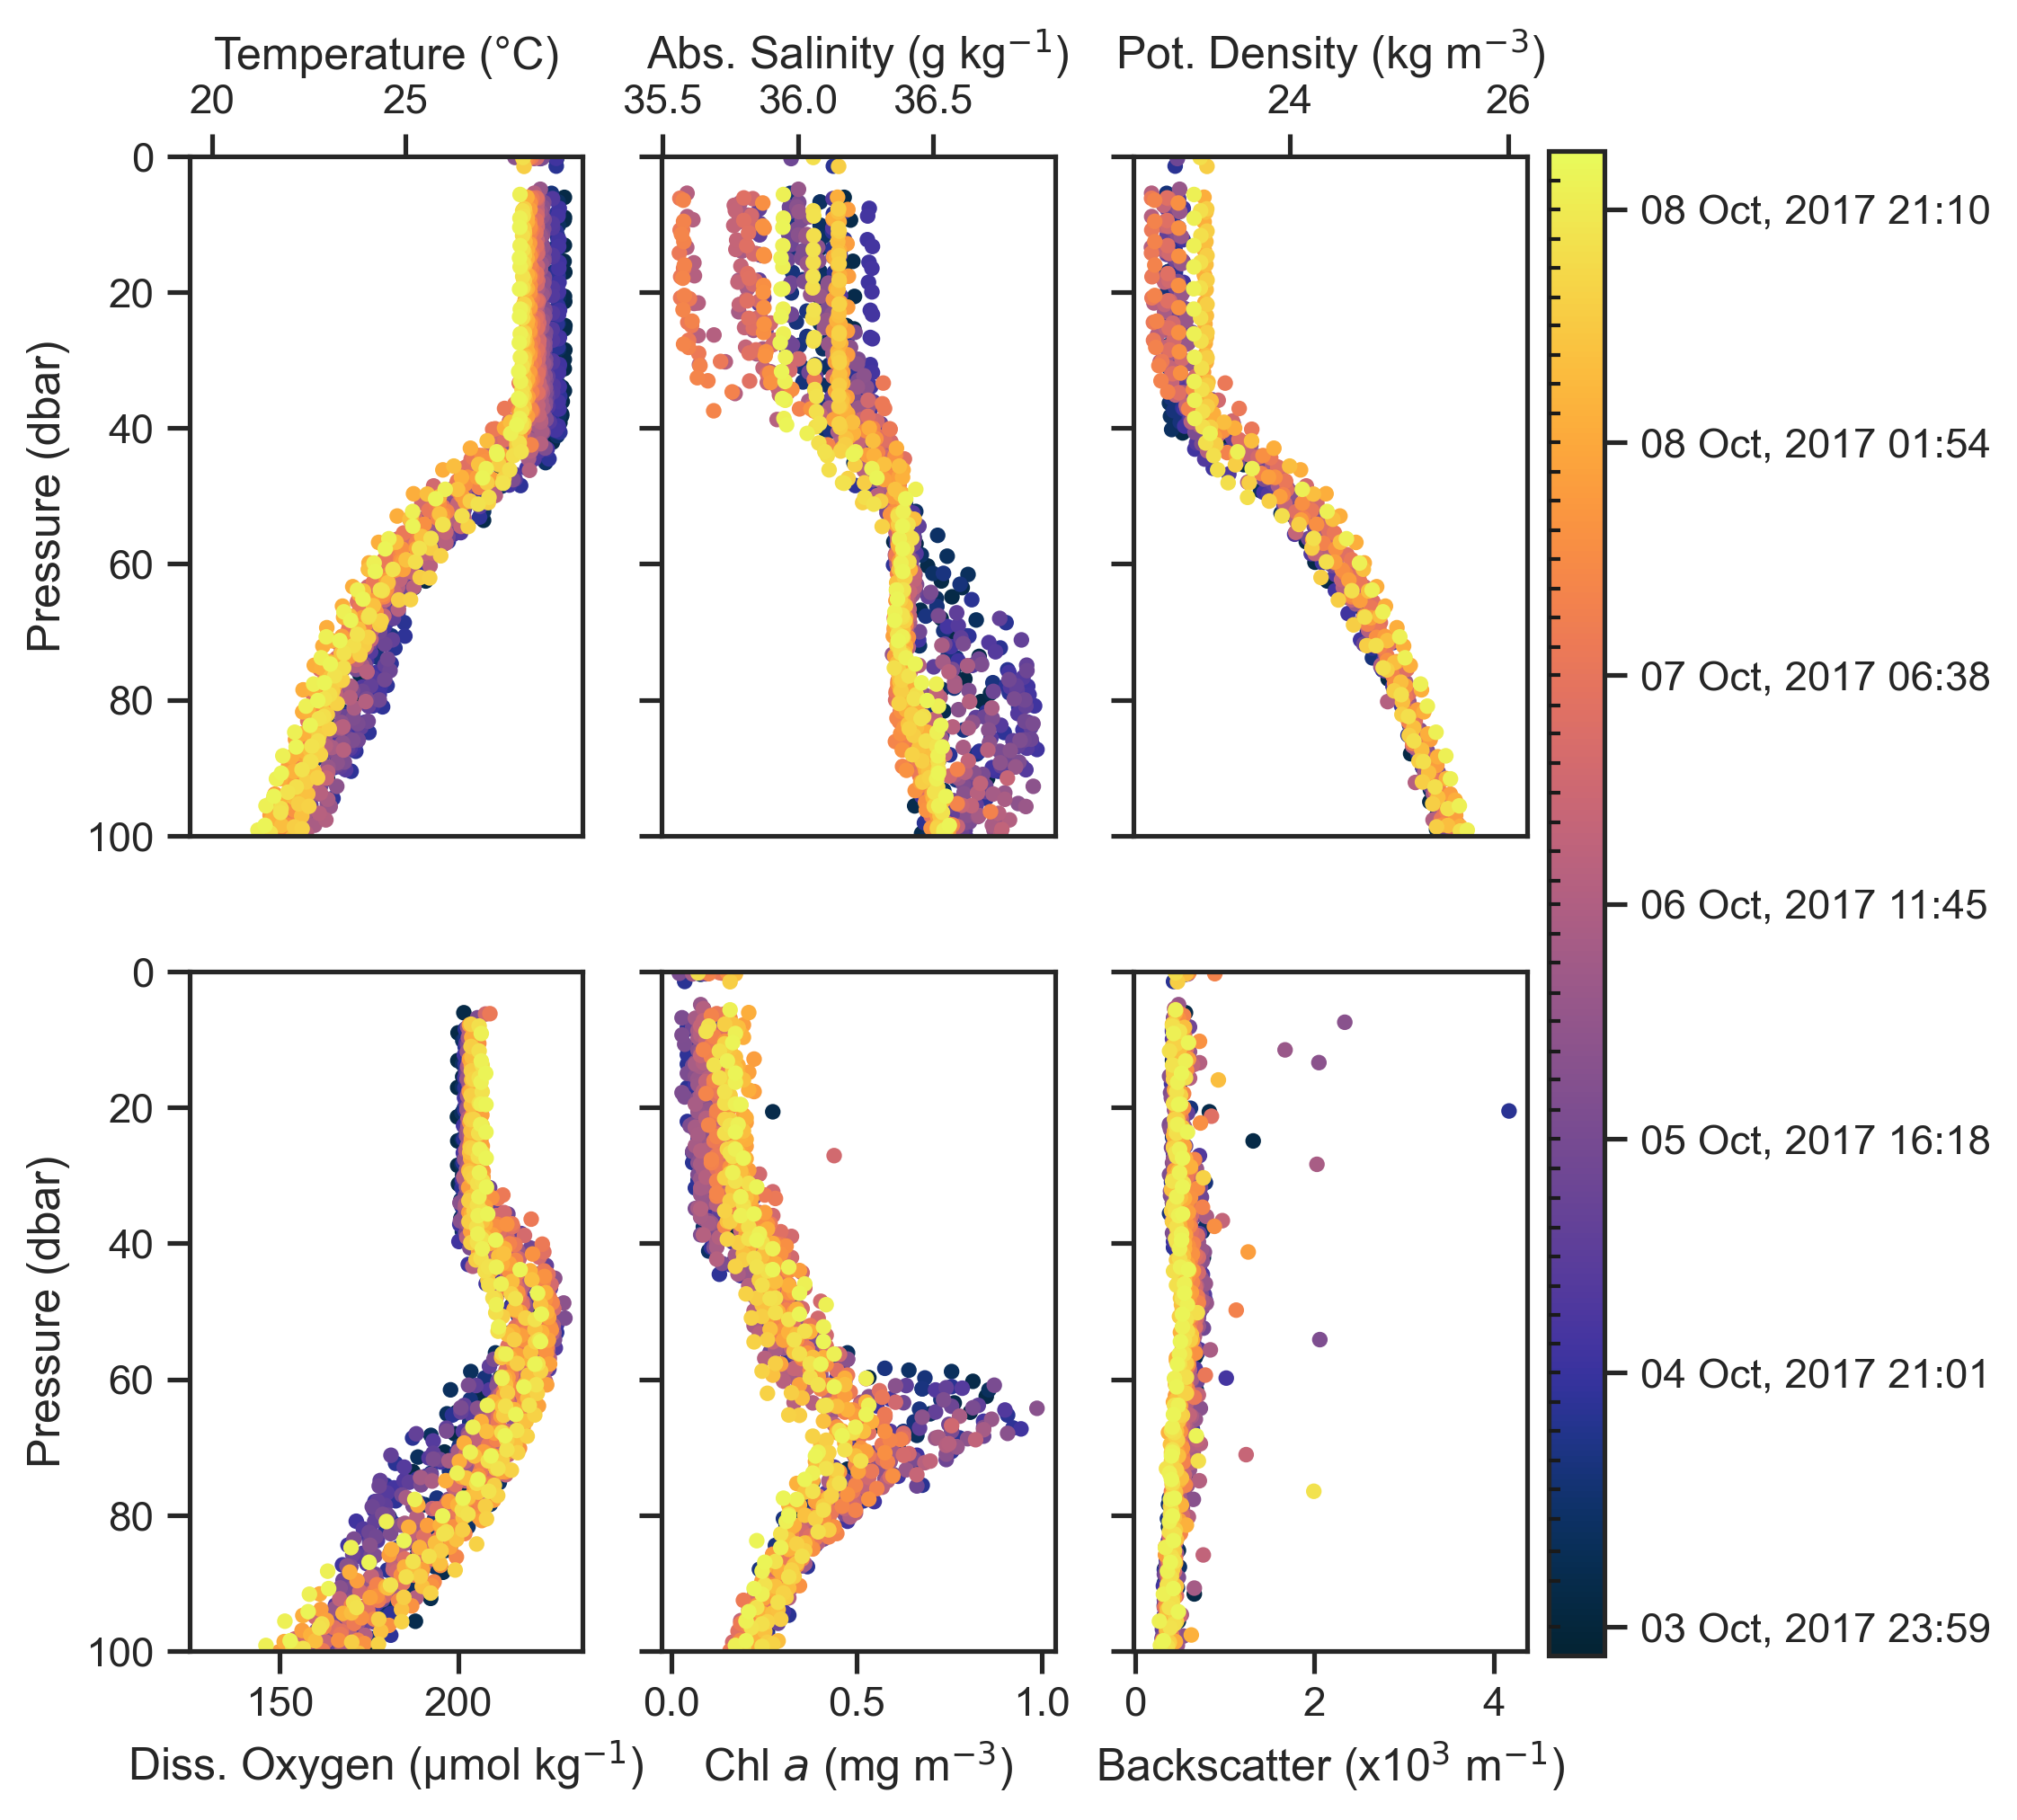 Temperature (°C)
Abs. Salinity (g kg⁻¹)
Pot. Density (kg m⁻³)
20 25
35.5 36.0 36.5
24 26
0
20
40
60
80
100
Pressure (dbar)
0
20
40
60
80
100
Pressure (dbar)
150 200
0.0 0.5 1.0
0 2 4
Diss. Oxygen (µmol kg⁻¹)
Chl a (mg m⁻³)
Backscatter (x10³ m⁻¹)
08 Oct, 2017 21:10
08 Oct, 2017 01:54
07 Oct, 2017 06:38
06 Oct, 2017 11:45
05 Oct, 2017 16:18
04 Oct, 2017 21:01
03 Oct, 2017 23:59